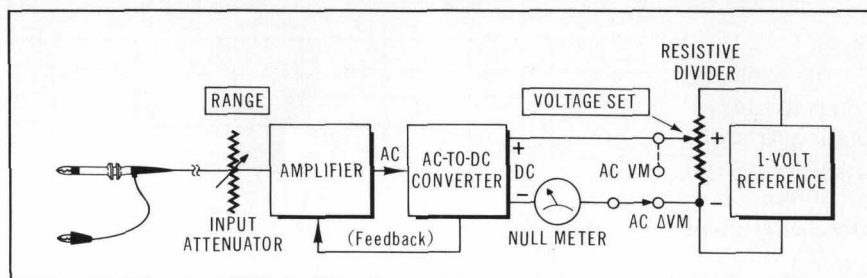 RESISTIVE
DIVIDER
RANGE
VOLTAGE SET
AMPLIFIER
AC
AC-TO-DC
CONVERTER
+
DC
−
AC VM
+
−
1-VOLT
REFERENCE
INPUT
ATTENUATOR
(Feedback)
NULL METER
AC ΔVM